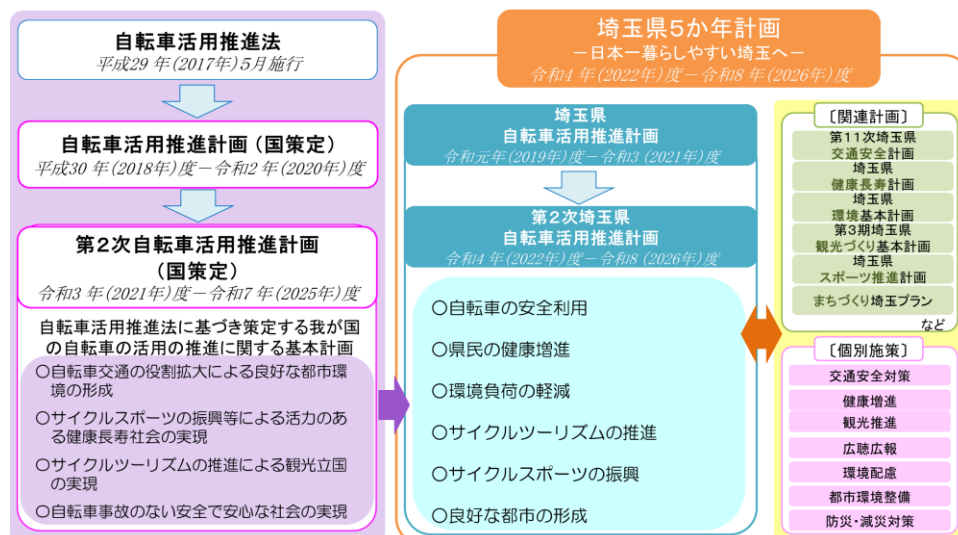 自転車活用推進法
平成29 年(2017年)5月施行
自転車活用推進計画(国策定)
平成30 年(2018年)度－令和2 年(2020年)度
第2次自転車活用推進計画
(国策定)
令和3 年(2021年)度－令和7 年(2025年)度
自転車活用推進法に基づき策定する我が国
の自転車の活用の推進に関する基本計画
○自転車交通の役割拡大による良好な都市環
境の形成
○サイクルスポーツの振興等による活力のあ
る健康長寿社会の実現
○サイクルツーリズムの推進による観光立国
の実現
○自転車事故のない安全で安心な社会の実現
埼玉県5か年計画
－日本一暮らしやすい埼玉へ－
令和4 年(2022年)度－令和8 年(2026年)度
埼玉県
自転車活用推進計画
令和元年(2019年)度－令和3 (2021年)度
第2次埼玉県
自転車活用推進計画
令和4 年(2022年)度－令和8 (2026年)度
○自転車の安全利用
○県民の健康増進
○環境負荷の軽減
○サイクルツーリズムの推進
○サイクルスポーツの振興
○良好な都市の形成
〔関連計画〕
第11次埼玉県
交通安全計画
埼玉県
健康長寿計画
埼玉県
環境基本計画
第3期埼玉県
観光づくり基本計画
埼玉県
スポーツ推進計画
まちづくり埼玉プラン
など
〔個別施策〕
交通安全対策
健康増進
観光推進
広聴広報
環境配慮
都市環境整備
防災・減災対策